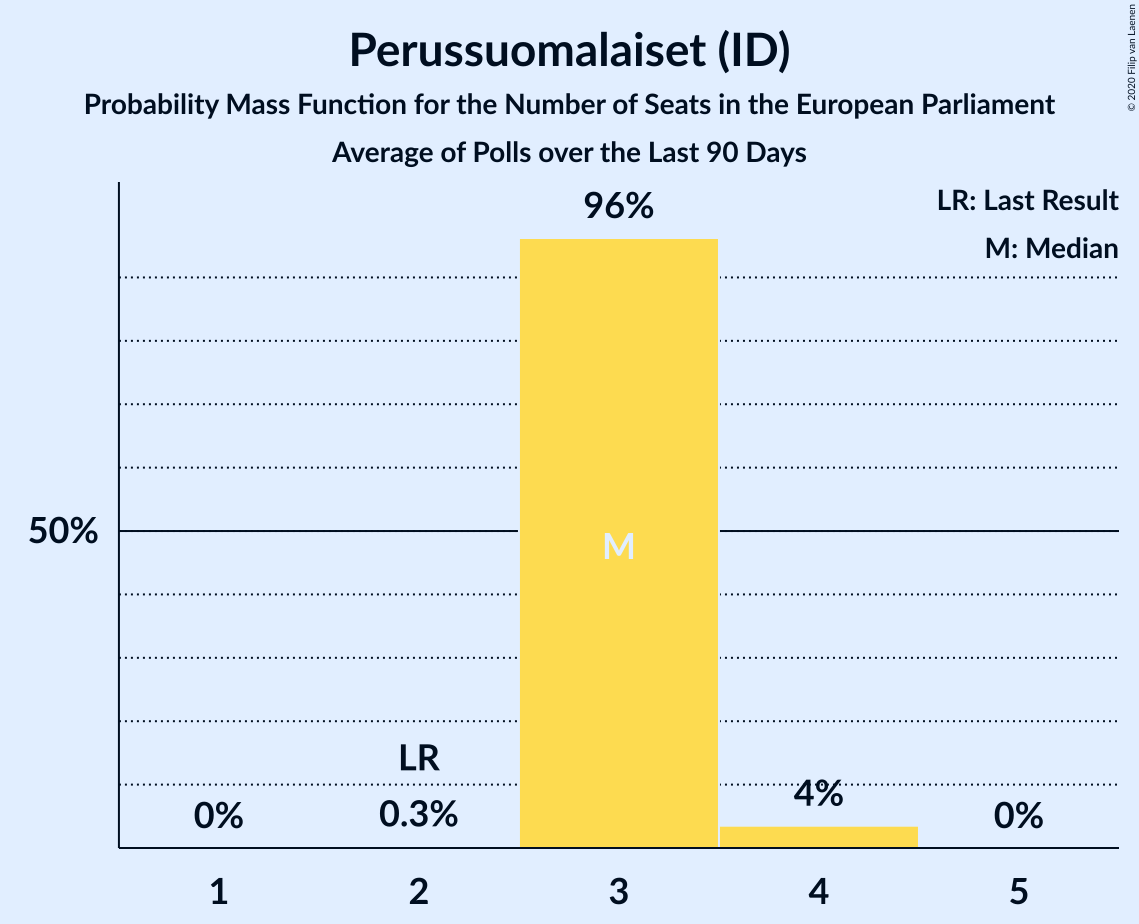 Perussuomalaiset (ID)
Probability Mass Function for the Number of Seats in the European Parliament
Average of Polls over the Last 90 Days
© 2020 Filip van Laenen
LR: Last Result
M: Median
96%
50%
M
LR
0%
0.3%
4%
0%
1
2
3
4
5